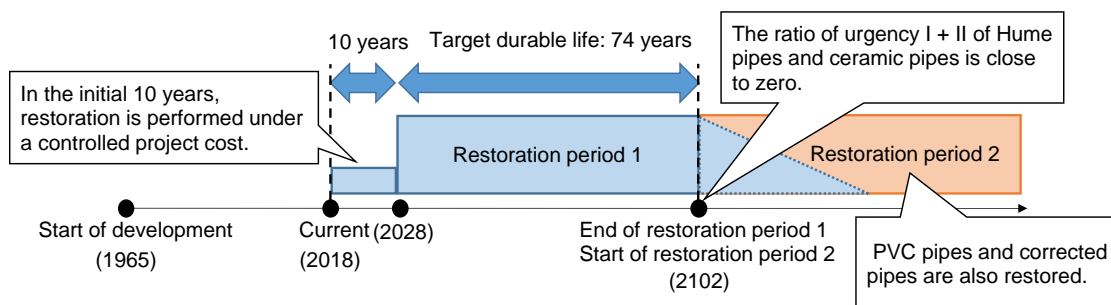 10 years
Target durable life: 74 years
The ratio of urgency I + II of Hume
pipes and ceramic pipes is close
to zero.
In the initial 10 years,
restoration is performed under
a controlled project cost.
Restoration period 1
Restoration period 2
Start of development
(1965)
Current
(2018)
(2028)
End of restoration period 1
Start of restoration period 2
(2102)
PVC pipes and corrected
pipes are also restored.